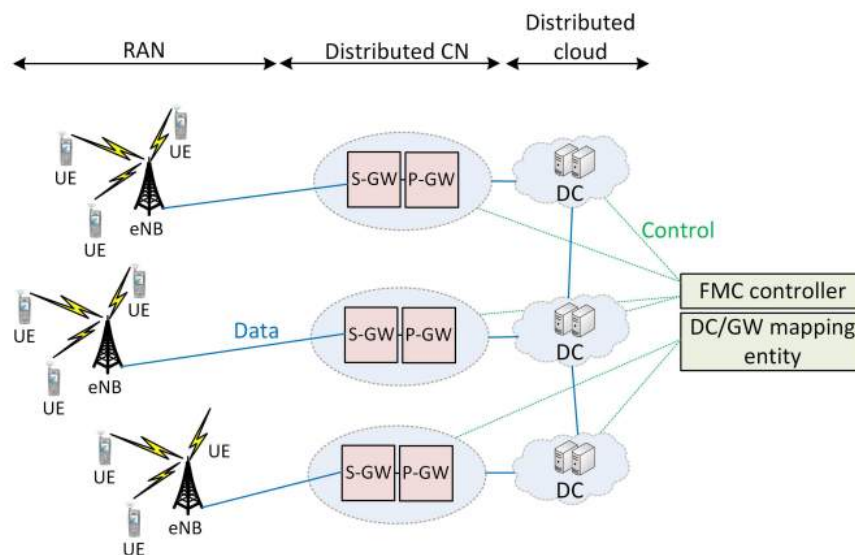 RAN
Distributed CN
Distributed
cloud
UE
UE
UE
eNB
S-GW
P-GW
DC
Control
UE
UE
UE
eNB
Data
S-GW
P-GW
DC
FMC controller
DC/GW mapping
entity
UE
UE
UE
eNB
S-GW
P-GW
DC